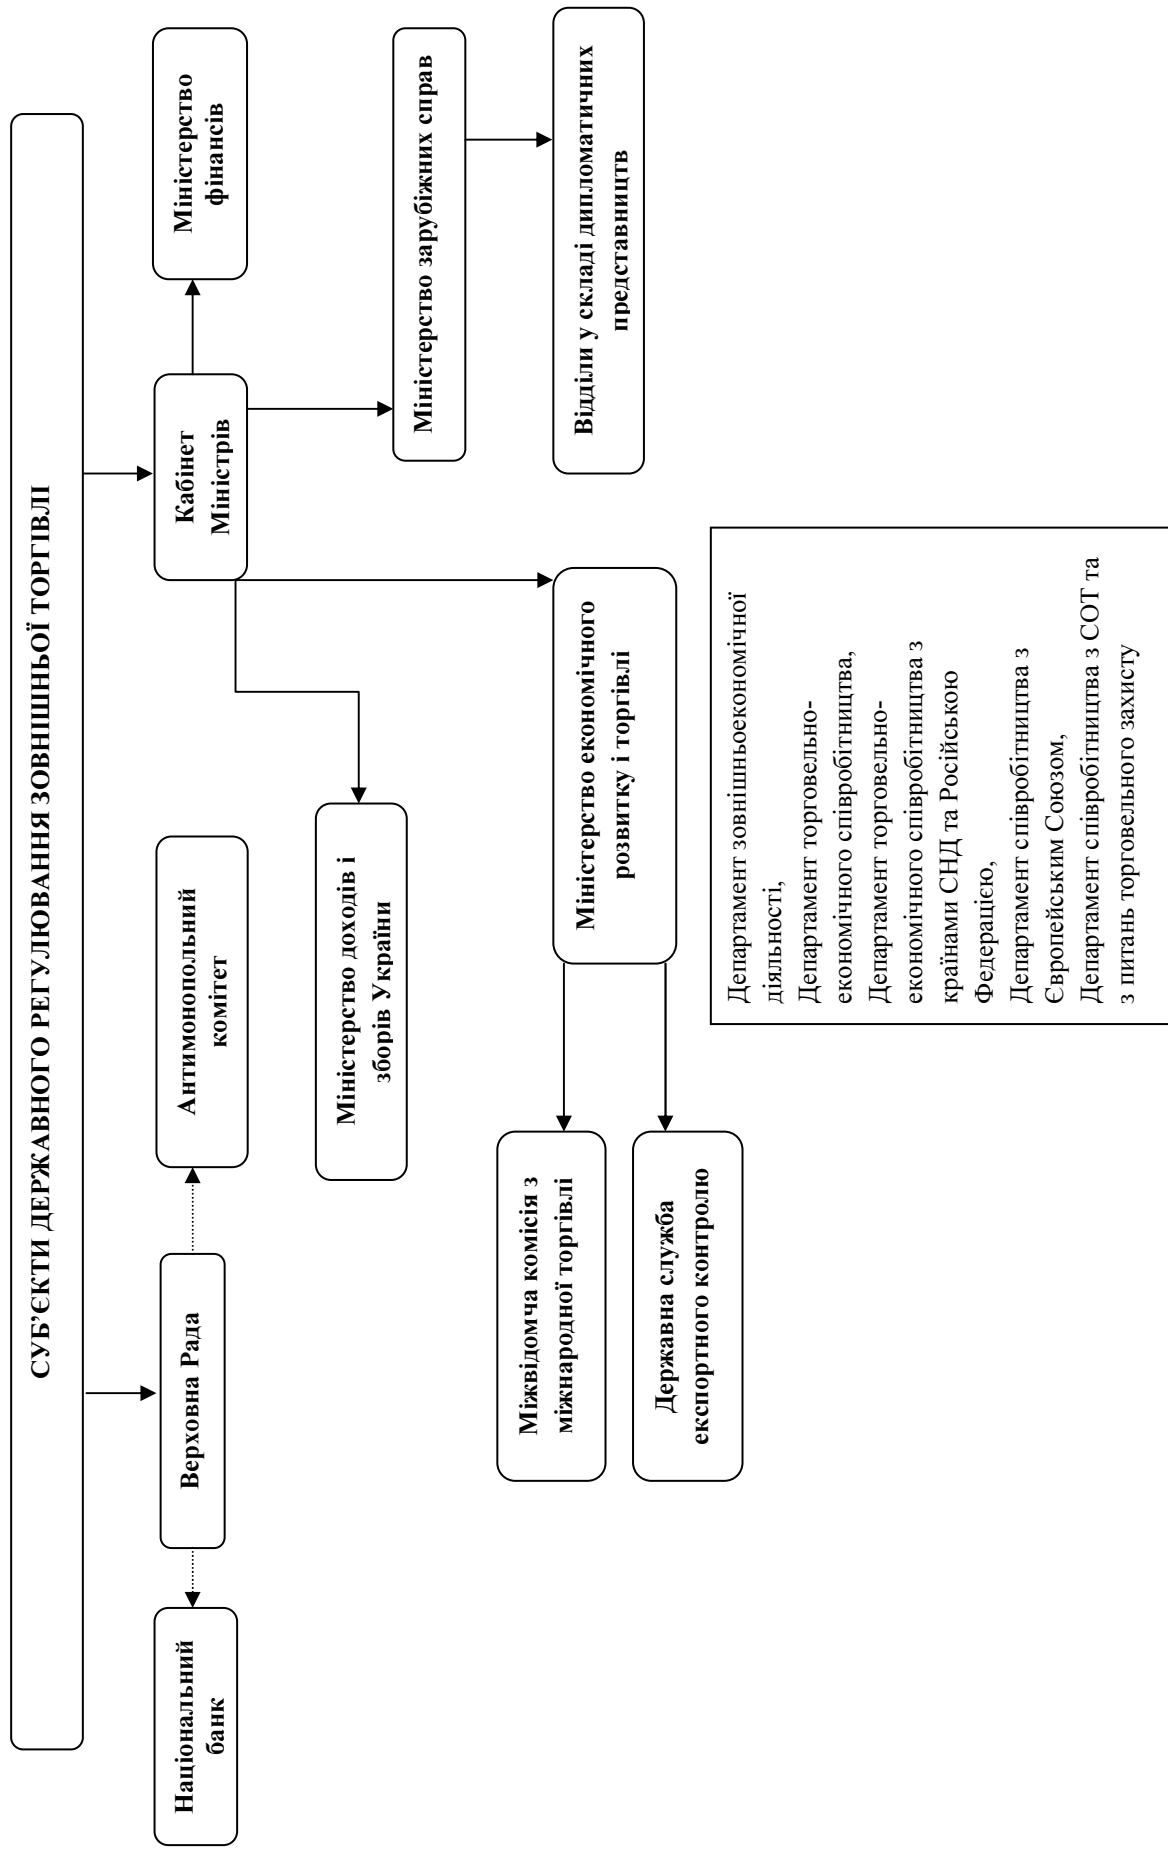 СУБ’ЄКТИ ДЕРЖАВНОГО РЕГУЛЮВАННЯ ЗОВНІШНЬОЇ ТОРГІВЛІ
Національний
банк
Верховна Рада
Антимонопольний
комітет
Кабінет
Міністрів
Міністерство
фінансів
Міністерство доходів і
зборів України
Міністерство зарубіжних справ
Міжвідомча комісія з
міжнародної торгівлі
Державна служба
експортного контролю
Міністерство економічного
розвитку і торгівлі
Відділи у складі дипломатичних
представництв
Департамент зовнішньоекономічної
діяльності,
Департамент торговельно-
економічного співробітництва,
Департамент торговельно-
економічного співробітництва з
країнами СНД та Російською
Федерацією,
Департамент співробітництва з
Європейським Союзом,
Департамент співробітництва з СОТ та
з питань торговельного захисту